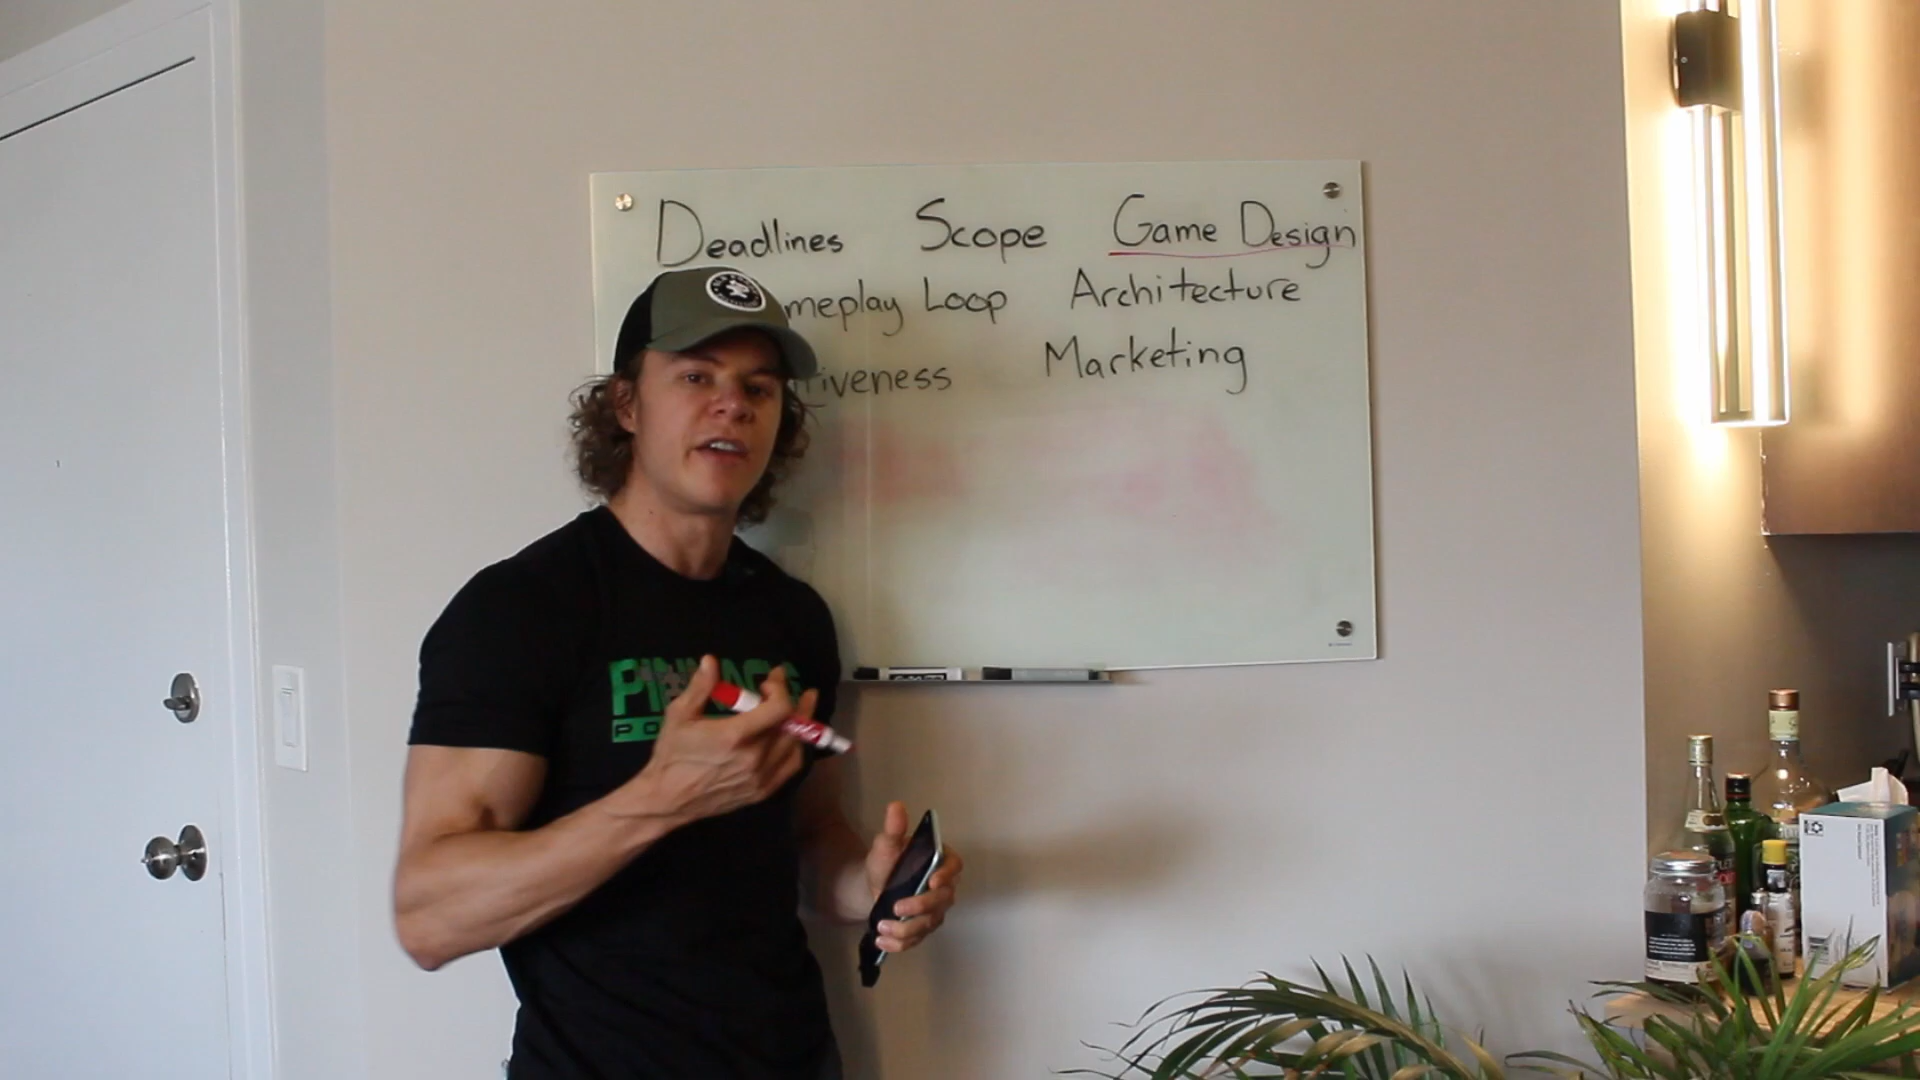 Deadlines Scope Game Design
meplay Loop Architecture
tiveness Marketing